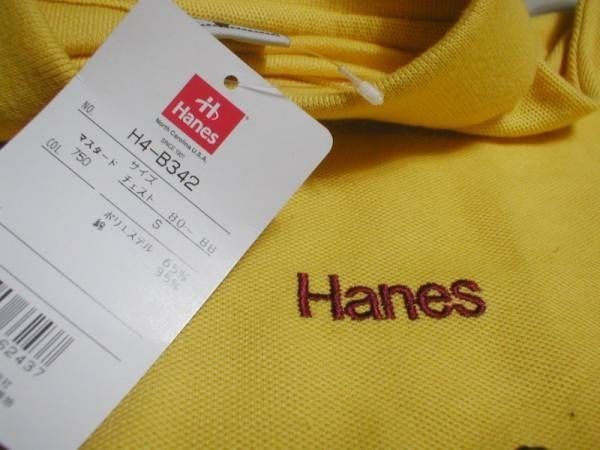 Hanes
North Carolina U.S.A.
SINCE 1901
NO. H4-B342
サイズ
マスタード チェスト 80- 88
COL. 750 S
ポリエステル 65%
綿 35%
62437
Hanes